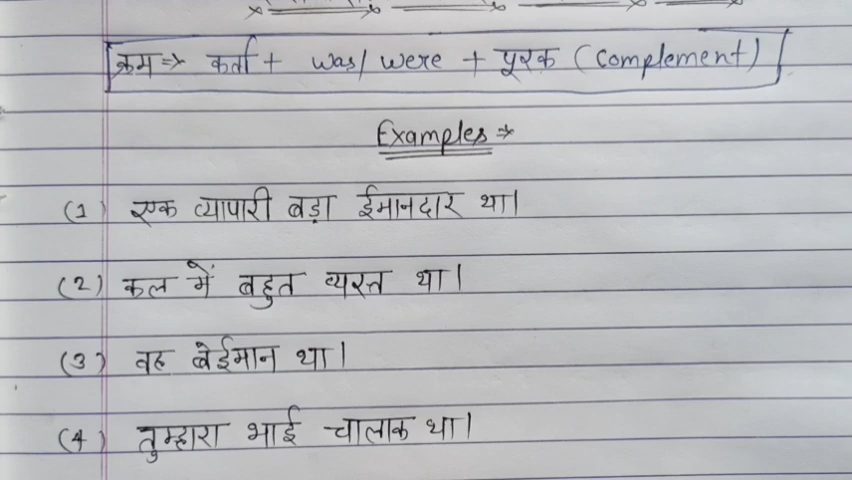 क्रम⇒ कर्ता + was/were + पूरक (Complement)
Examples ⇒
(1) एक व्यापारी बड़ा ईमानदार था।
(2) कल में बहुत व्यस्त था।
(3) वह बेईमान था।
(4) तुम्हारा भाई चालाक था।